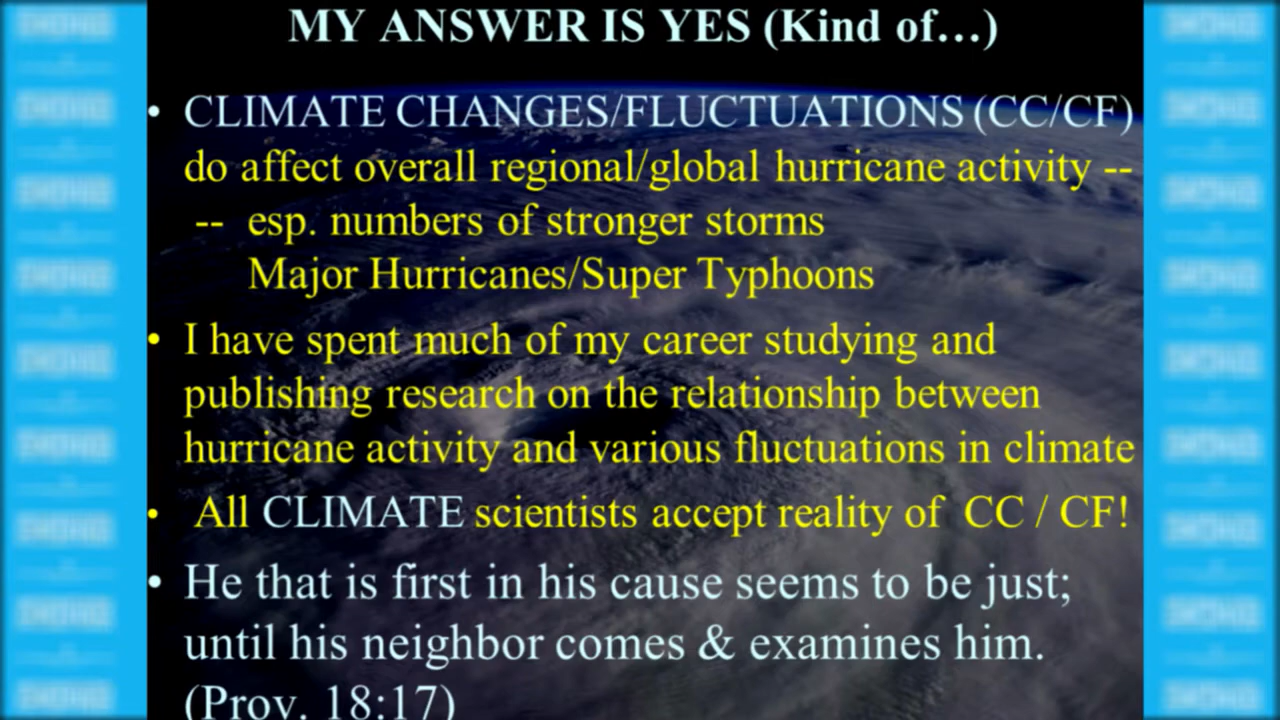 MY ANSWER IS YES (Kind of…)
• CLIMATE CHANGES/FLUCTUATIONS (CC/CF)
do affect overall regional/global hurricane activity --
-- esp. numbers of stronger storms
Major Hurricanes/Super Typhoons
• I have spent much of my career studying and
publishing research on the relationship between
hurricane activity and various fluctuations in climate
• All CLIMATE scientists accept reality of CC / CF!
• He that is first in his cause seems to be just;
until his neighbor comes & examines him.
(Prov. 18:17)